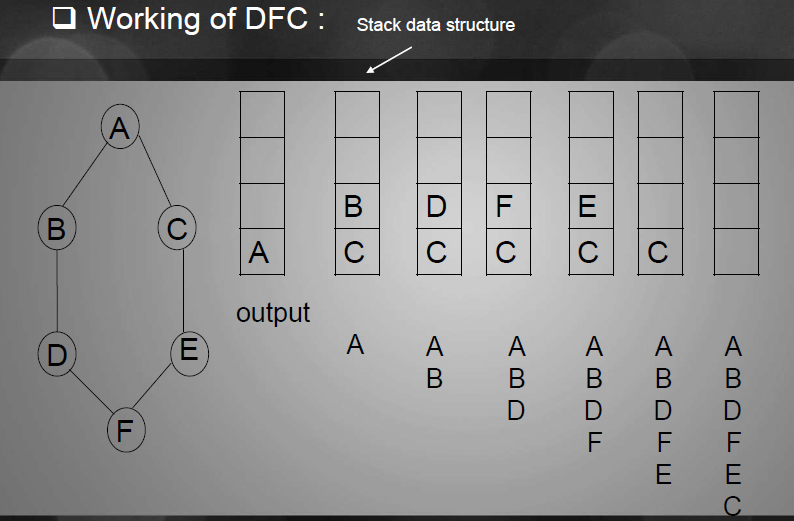 ❑ Working of DFC :
Stack data structure
A
B C
D E
F
B D F E
A C C C C C
output
A A A A A A
B B B B B
D D D D
F F F
E E
C